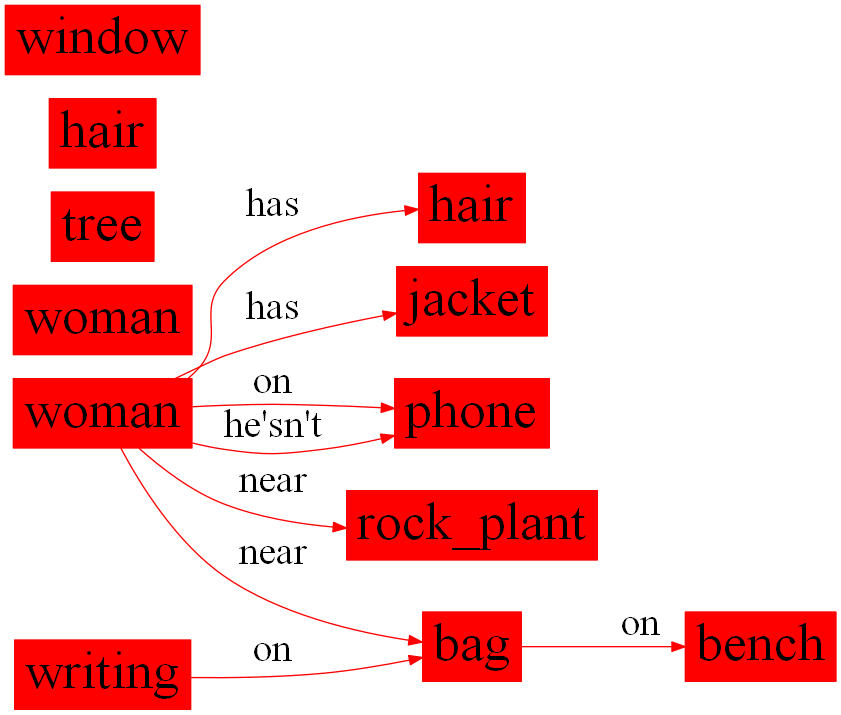 window
hair
tree
has
hair
woman
has
jacket
woman
on
phone
he'sn't
near
rock_plant
near
writing
on
bag
on
bench